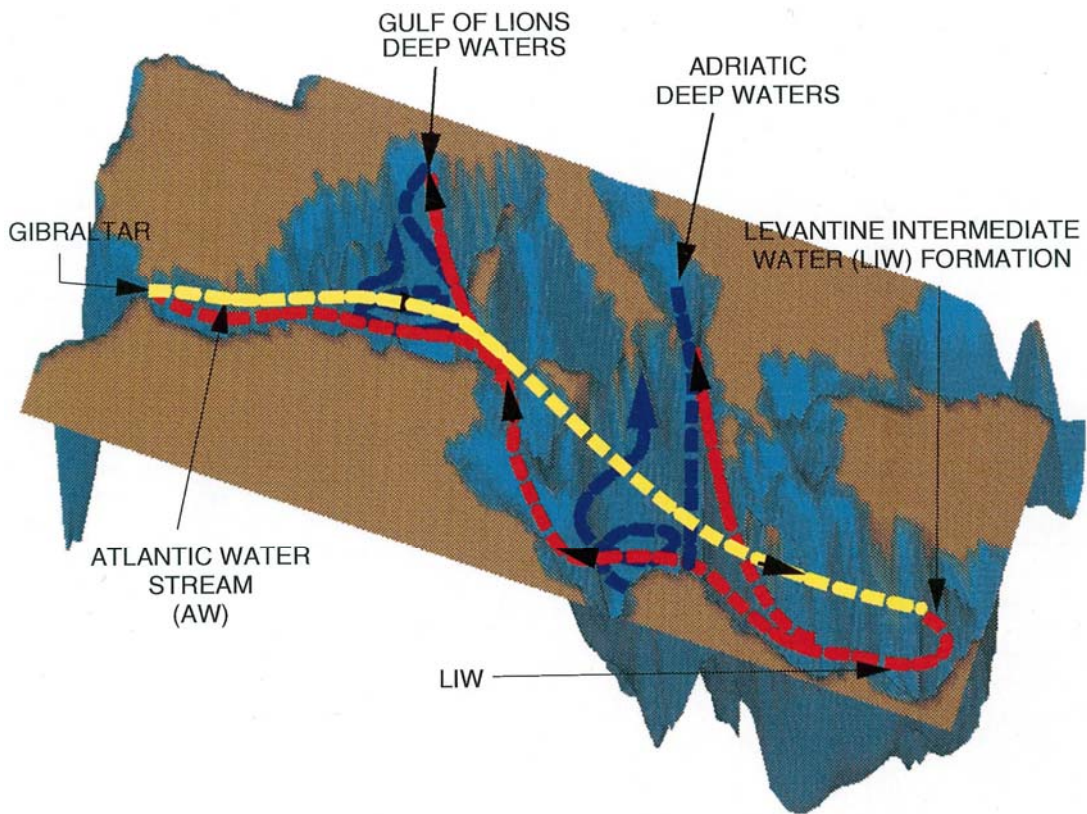 GULF OF LIONS
DEEP WATERS
ADRIATIC
DEEP WATERS
GIBRALTAR
LEVANTINE INTERMEDIATE
WATER (LIW) FORMATION
ATLANTIC WATER
STREAM
(AW)
LIW